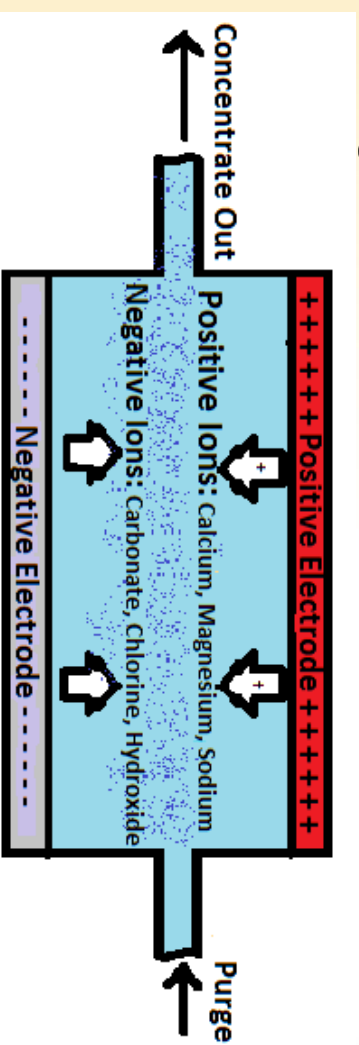 + + + + + + Positive Electrode + + + + + +
Concentrate Out
Purge
+
+
Positive Ions: Calcium, Magnesium, Sodium
Negative Ions: Carbonate, Chlorine, Hydroxide
- - - - - - Negative Electrode - - - - - -